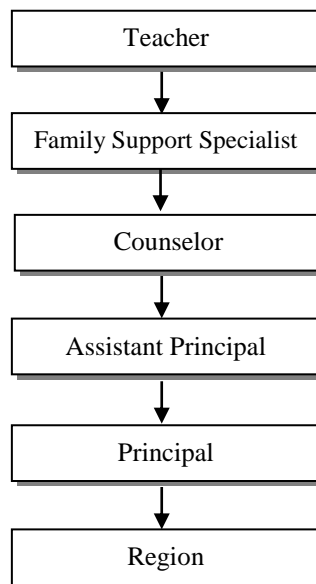 Teacher
Family Support Specialist
Counselor
Assistant Principal
Principal
Region